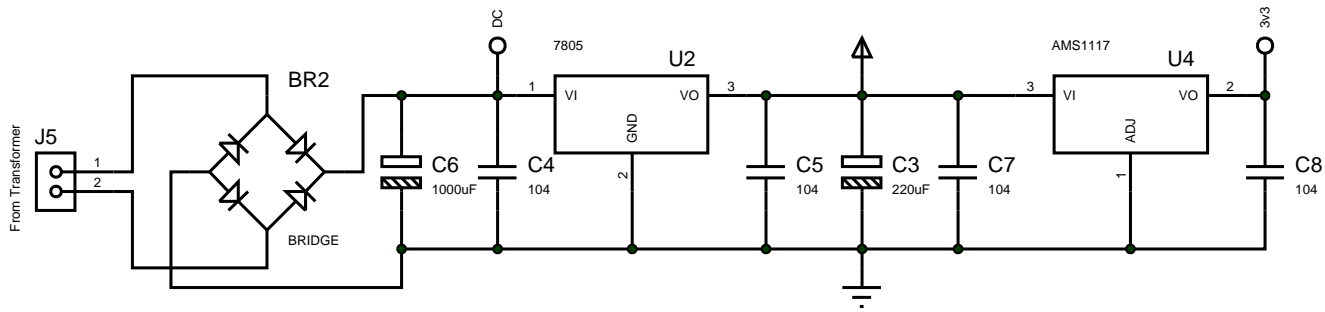 DC
3v3
7805
AMS1117
BR2
U2
U4
1
VI
VO
3
3
VI
VO
2
GND
ADJ
J5
From Transformer
1
2
C6
1000uF
C4
104
2
C5
104
C3
220uF
C7
104
1
C8
104
BRIDGE